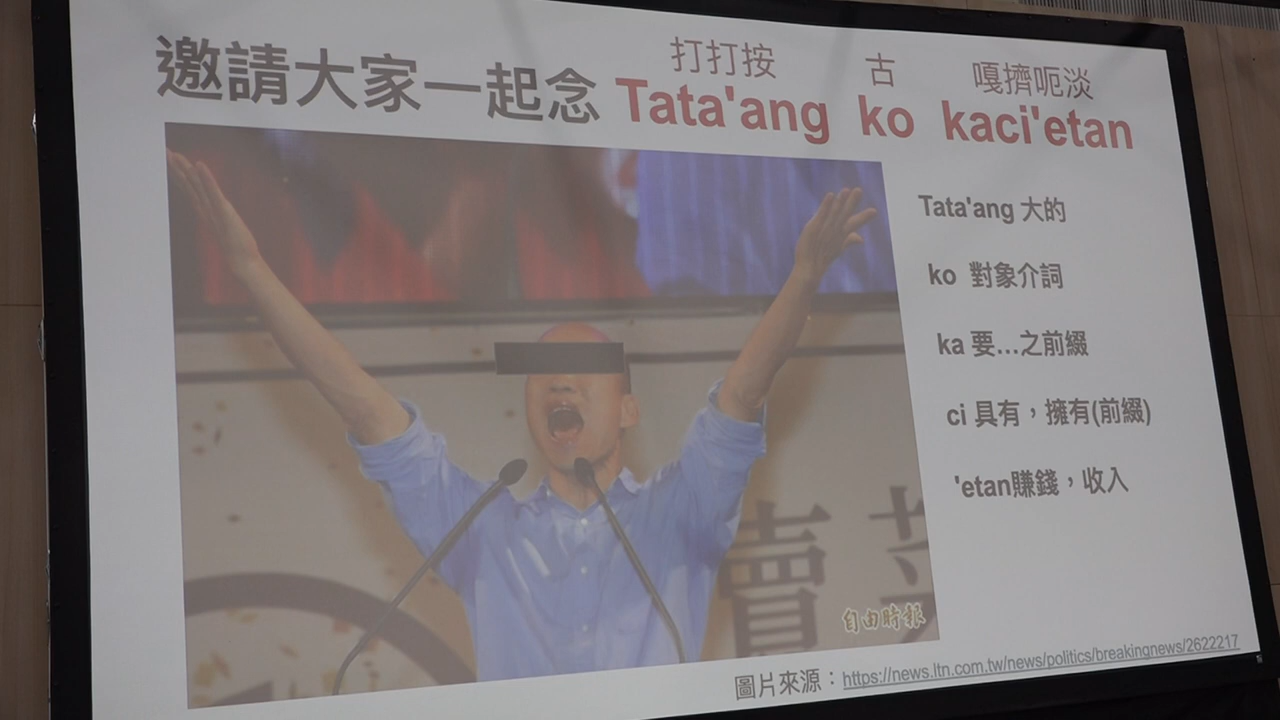 打打按 古 嘎擠呃淡
邀請大家一起念 Tata'ang ko kaci'etan
Tata'ang 大的
ko 對象介詞
ka 要...之前綴
ci 具有，擁有(前綴)
'etan賺錢，收入
賣
自由時報
圖片來源：https://news.ltn.com.tw/news/politics/breakingnews/2622217